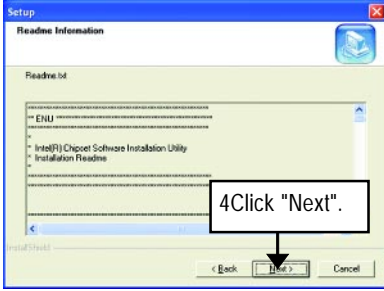 Setup
Readme Information
Readme.txt
** ENU
* Intel(R) Chipset Software Installation Utility
* Installation Readme
4Click "Next".
InstallShield
< Back
Next >
Cancel